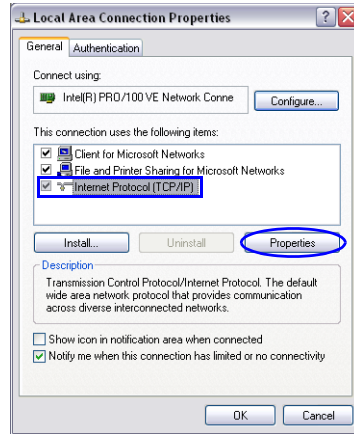 Local Area Connection Properties
General Authentication
Connect using:
Intel(R) PRO/100 VE Network Conne
Configure...
This connection uses the following items:
Client for Microsoft Networks
File and Printer Sharing for Microsoft Networks
Internet Protocol (TCP/IP)
Install... Uninstall Properties
Description
Transmission Control Protocol/Internet Protocol. The default
wide area network protocol that provides communication
across diverse interconnected networks.
Show icon in notification area when connected
Notify me when this connection has limited or no connectivity
OK Cancel